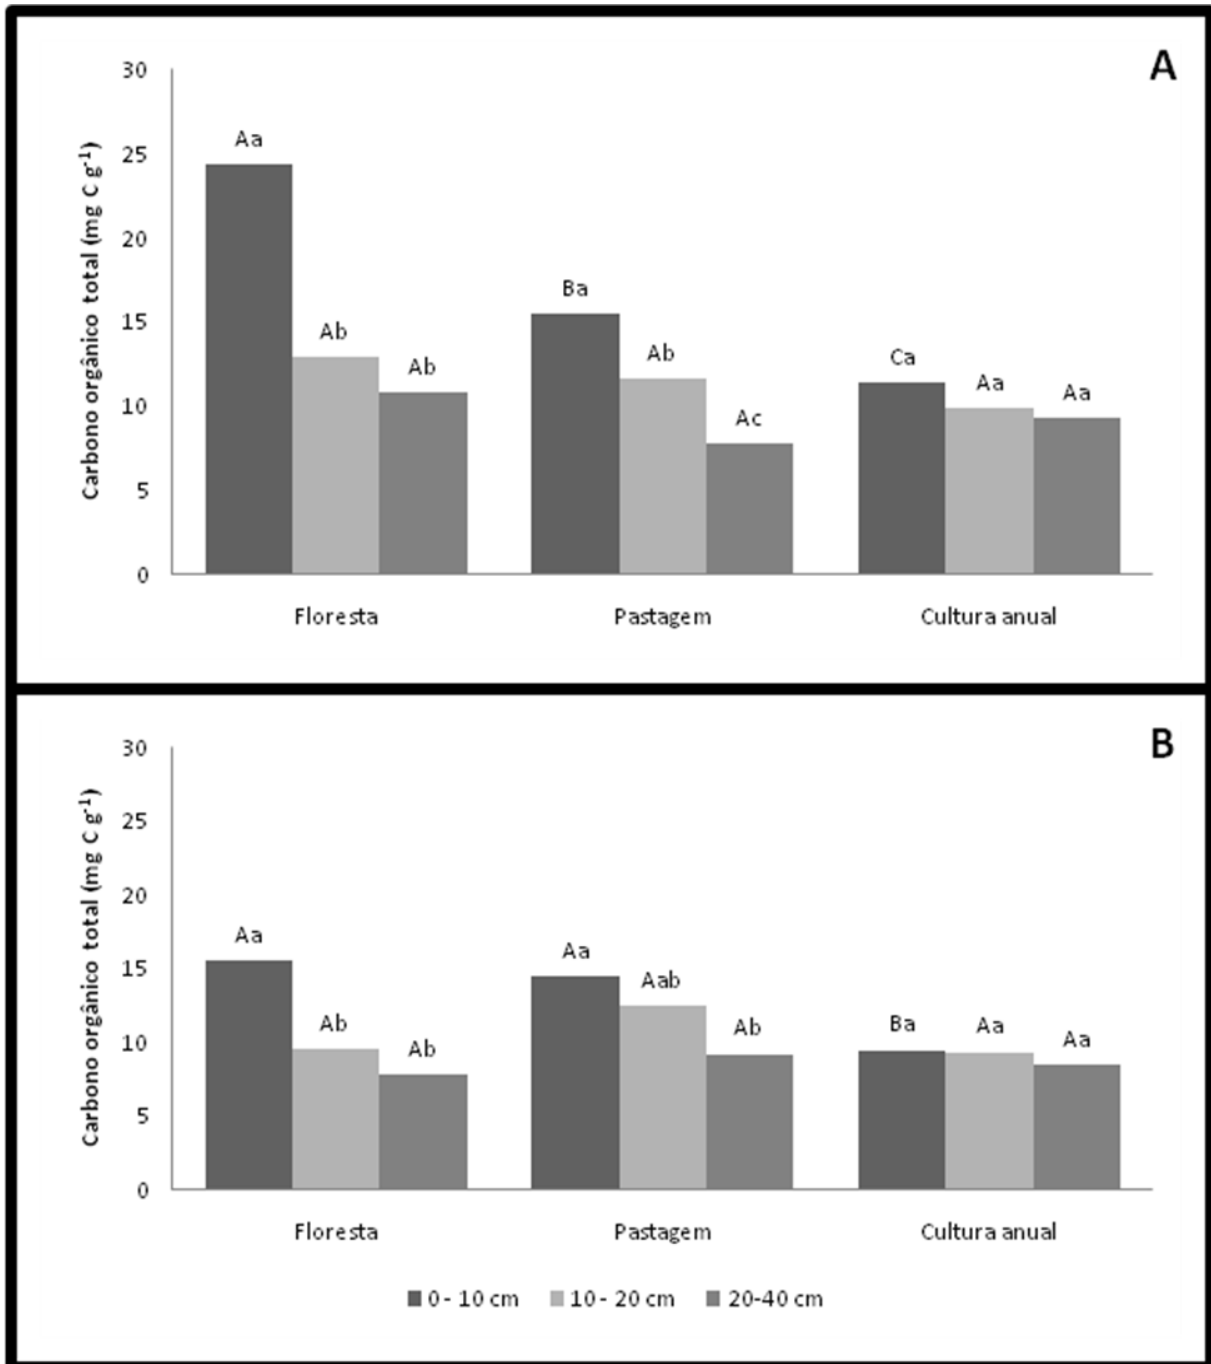 A
30
25
20
15
10
5
0
Carbono orgânico total (mg C g⁻¹)
Aa
Ab
Ab
Ba
Ab
Ac
Ca
Aa
Aa
Floresta
Pastagem
Cultura anual
B
30
25
20
15
10
5
0
Carbono orgânico total (mg C g⁻¹)
Aa
Ab
Ab
Aa
Aab
Ab
Ba
Aa
Aa
Floresta
Pastagem
Cultura anual
0 - 10 cm
10 - 20 cm
20-40 cm